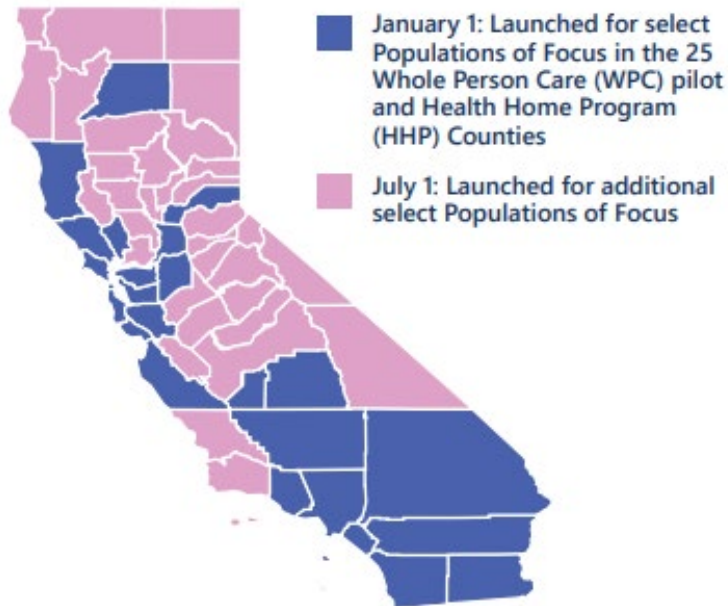 January 1: Launched for select
Populations of Focus in the 25
Whole Person Care (WPC) pilot
and Health Home Program
(HHP) Counties
July 1: Launched for additional
select Populations of Focus